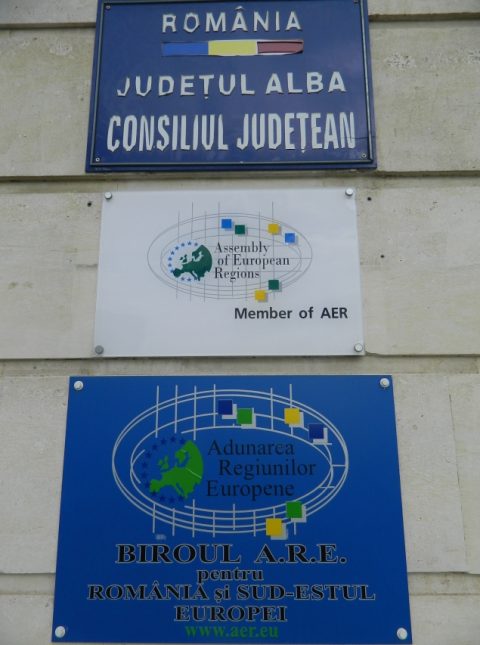 ROMÂNIA
JUDEȚUL ALBA
CONSILIUL JUDEȚEAN
Assembly
of European
Regions
Member of AER
Adunarea
Regiunilor
Europene
BIROUL A.R.E.
pentru
ROMÂNIA și SUD-ESTUL
EUROPEI
www.aer.eu